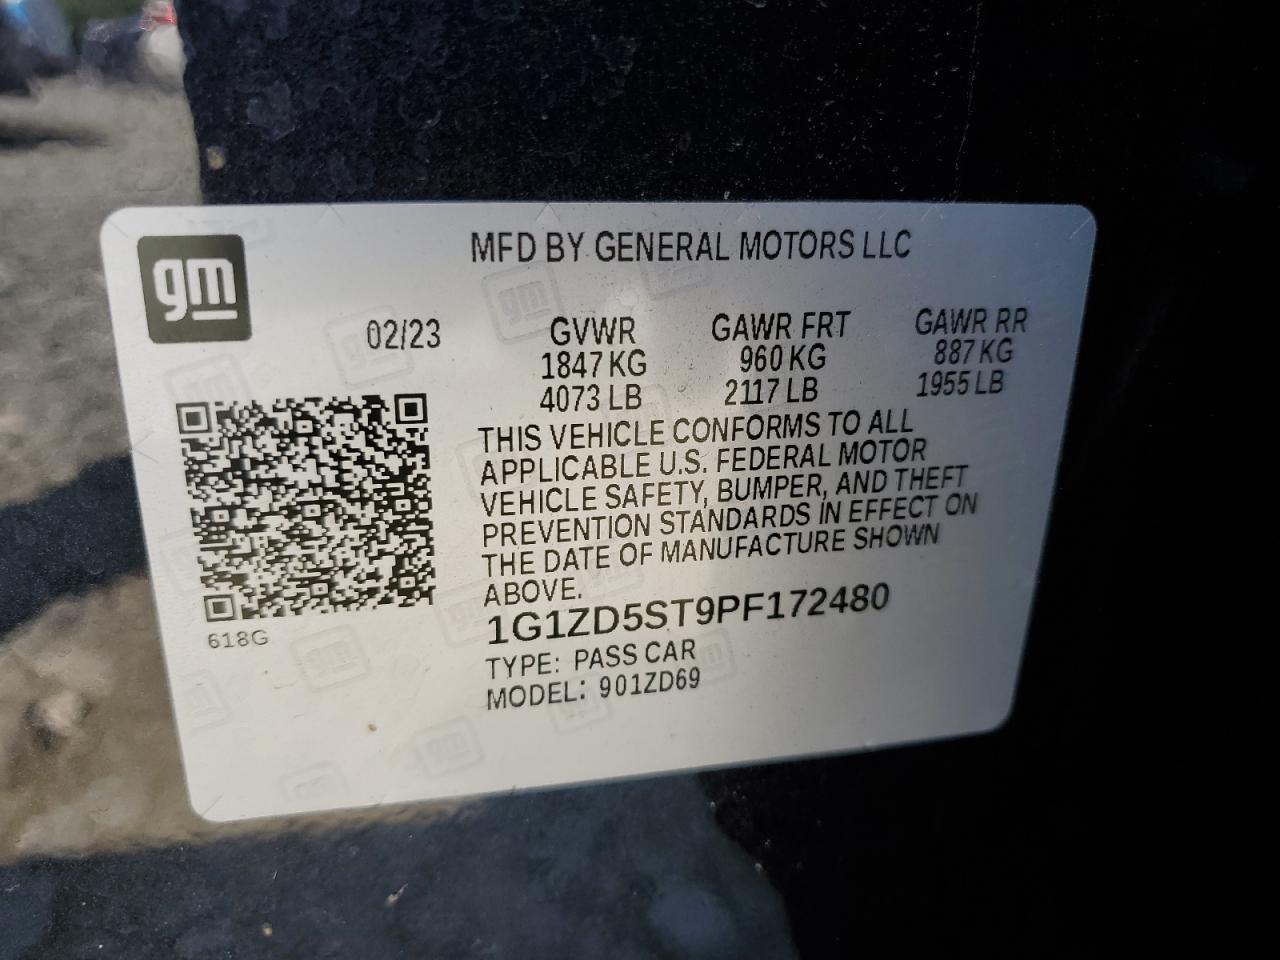 gm
MFD BY GENERAL MOTORS LLC
02/23
GVWR GAWR FRT GAWR RR
1847 KG 960 KG 887 KG
4073 LB 2117 LB 1955 LB
THIS VEHICLE CONFORMS TO ALL
APPLICABLE U.S. FEDERAL MOTOR
VEHICLE SAFETY, BUMPER, AND THEFT
PREVENTION STANDARDS IN EFFECT ON
THE DATE OF MANUFACTURE SHOWN
ABOVE.
1G1ZD5ST9PF172480
618G
TYPE: PASS CAR
MODEL: 901ZD69